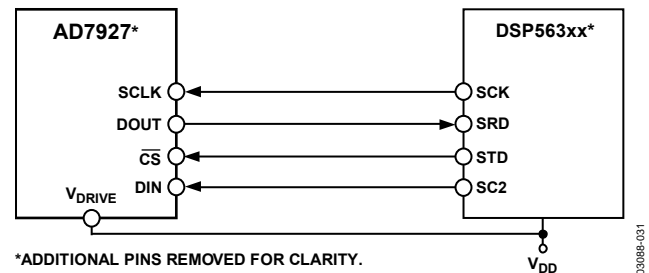 AD7927*
DSP563xx*
SCLK
SCK
DOUT
SRD
CS
STD
DIN
SC2
VDRIVE
VDD
*ADDITIONAL PINS REMOVED FOR CLARITY.
03088-031